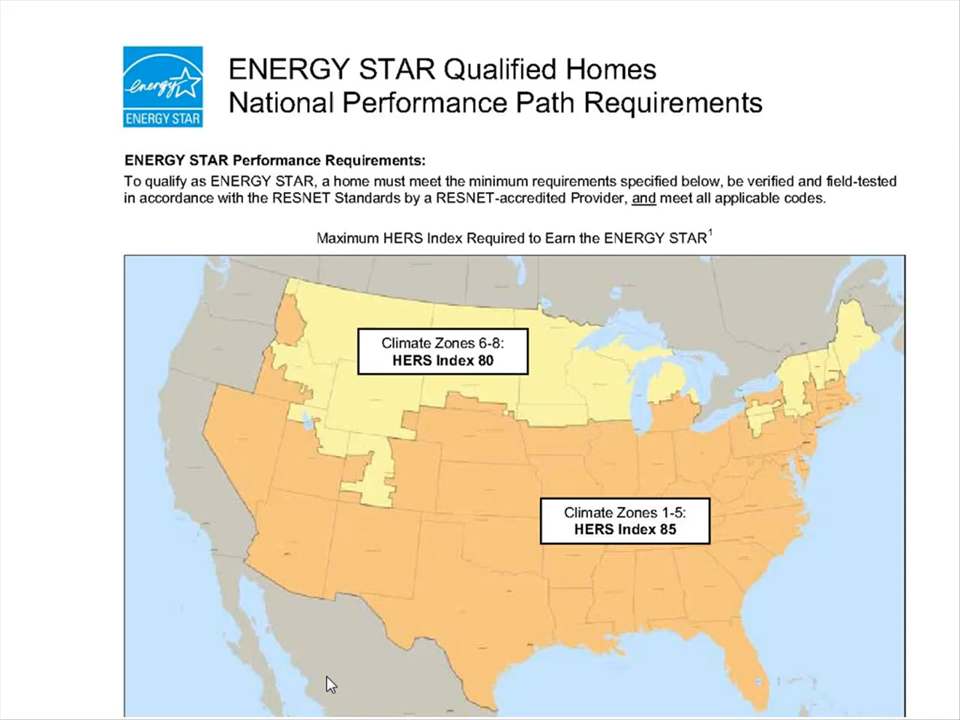 energy
ENERGY STAR
ENERGY STAR Qualified Homes
National Performance Path Requirements
ENERGY STAR Performance Requirements:
To qualify as ENERGY STAR, a home must meet the minimum requirements specified below, be verified and field-tested
in accordance with the RESNET Standards by a RESNET-accredited Provider, and meet all applicable codes.
Maximum HERS Index Required to Earn the ENERGY STAR¹
Climate Zones 6-8:
HERS Index 80
Climate Zones 1-5:
HERS Index 85